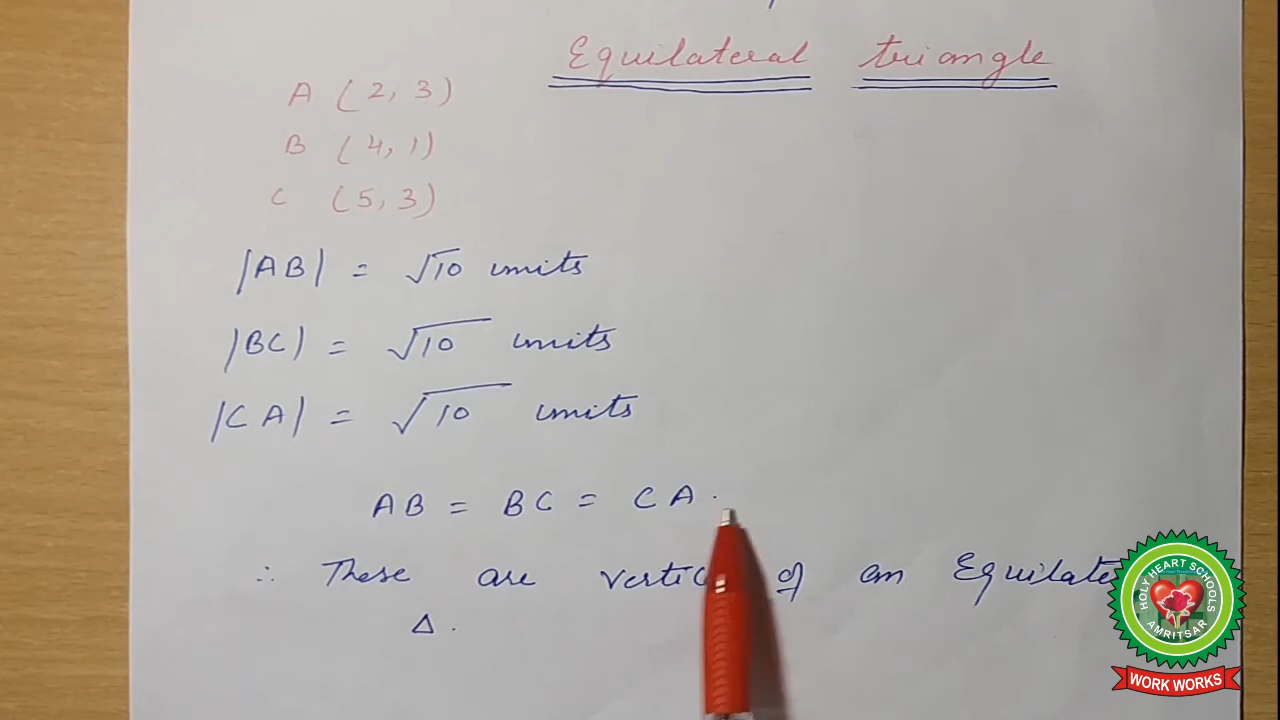 Equilateral triangle
A (2, 3)
B (4, 1)
C (5, 3)
|AB| = √10 units
|BC| = √10 units
|CA| = √10 units
AB = BC = CA .
∴ These are of an
Δ .
HOLY HEART SCHOOLS
AMRITSAR
WORK WORKS